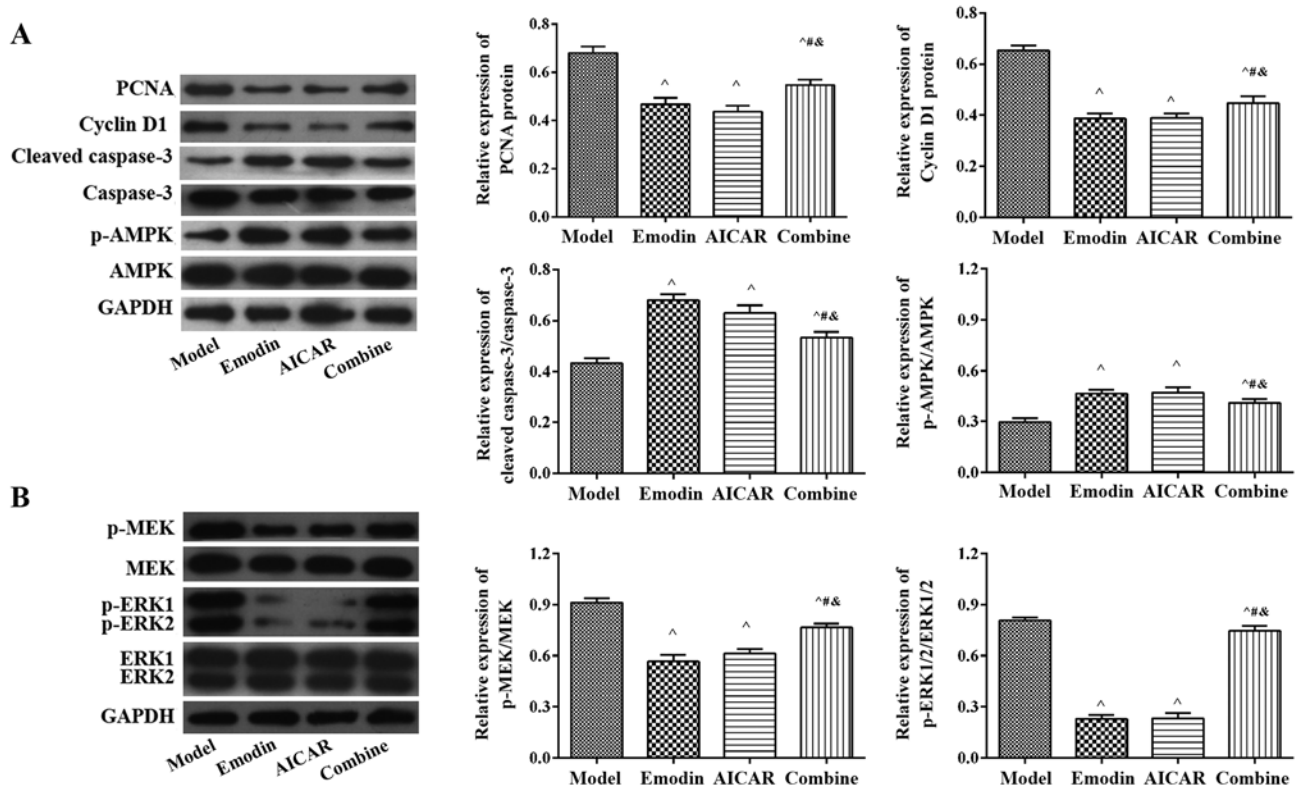 A
PCNA
Cyclin D1
Cleaved caspase-3
Caspase-3
p-AMPK
AMPK
GAPDH
Model
Emodin
AICAR
Combine
Relative expression of
PCNA protein
0.8
0.6
0.4
0.2
0.0
^
^
^#&
Model
Emodin
AICAR
Combine
Relative expression of
Cyclin D1 protein
0.8
0.6
0.4
0.2
0.0
^
^
^#&
Model
Emodin
AICAR
Combine
Relative expression of
cleaved caspase-3/caspase-3
0.8
0.6
0.4
0.0
^
^
^#&
Model
Emodin
AICAR
Combine
Relative expression of
p-AMPK/AMPK
1.2
0.9
0.6
0.3
0.0
^
^
^#&
Model
Emodin
AICAR
Combine
B
p-MEK
MEK
p-ERK1
p-ERK2
ERK1
ERK2
GAPDH
Model
Emodin
AICAR
Combine
Relative expression of
p-MEK/MEK
1.2
0.9
0.6
0.3
0.0
^
^
^#&
Model
Emodin
AICAR
Combine
Relative expression of
p-ERK1/2/ERK1/2
1.2
0.9
0.6
0.3
0.0
^
^
^#&
Model
Emodin
AICAR
Combine